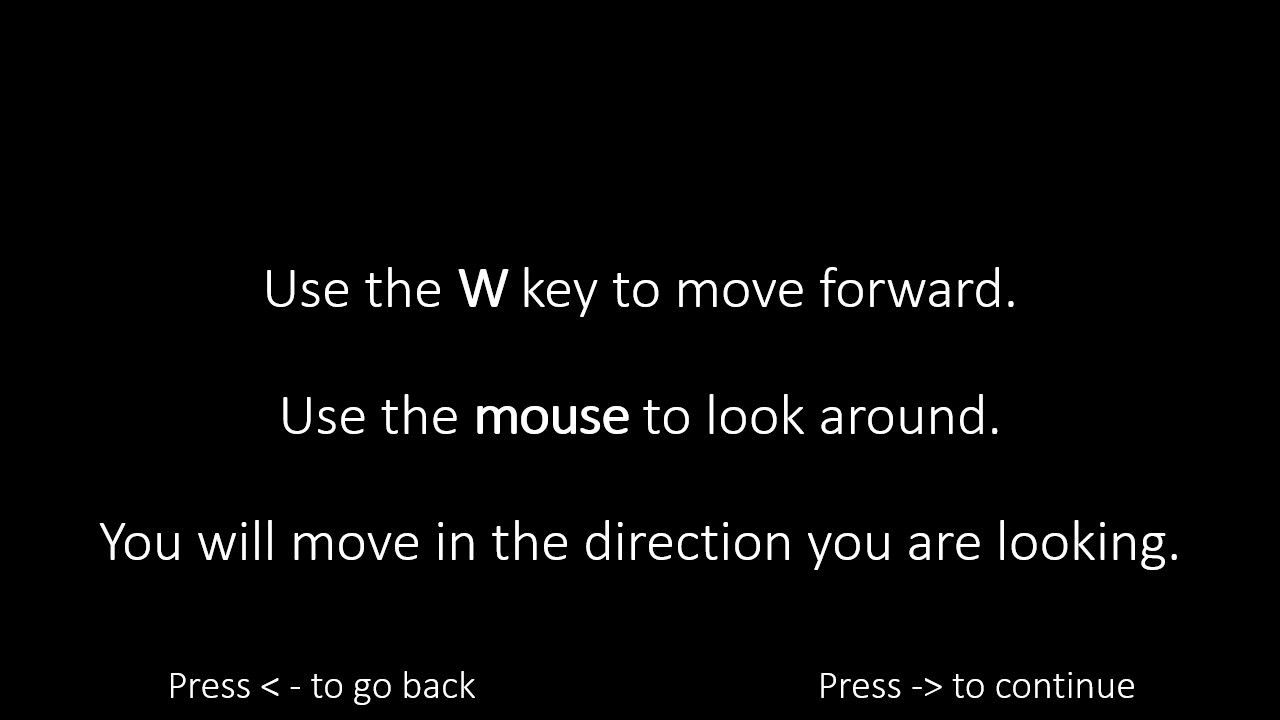 Use the W key to move forward.
Use the mouse to look around.
You will move in the direction you are looking.
Press < - to go back
Press -> to continue